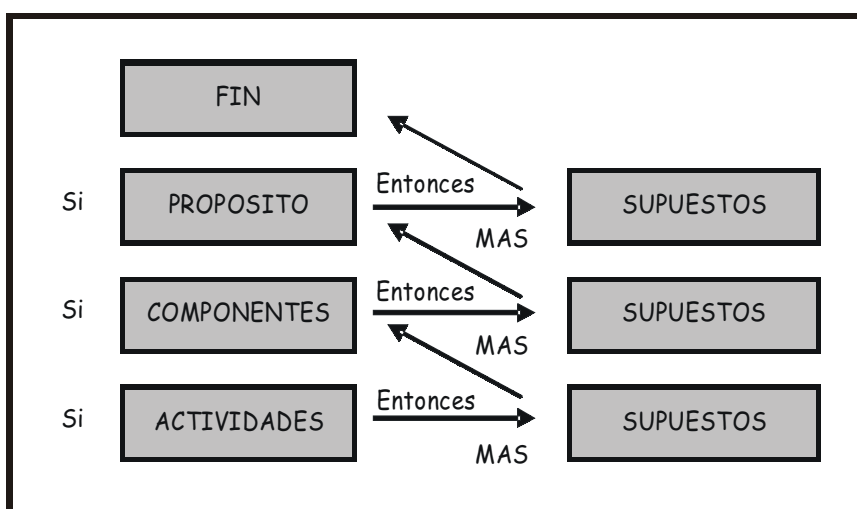 FIN
Entonces
Si PROPOSITO SUPUESTOS
MAS
Entonces
Si COMPONENTES SUPUESTOS
MAS
Entonces
Si ACTIVIDADES SUPUESTOS
MAS